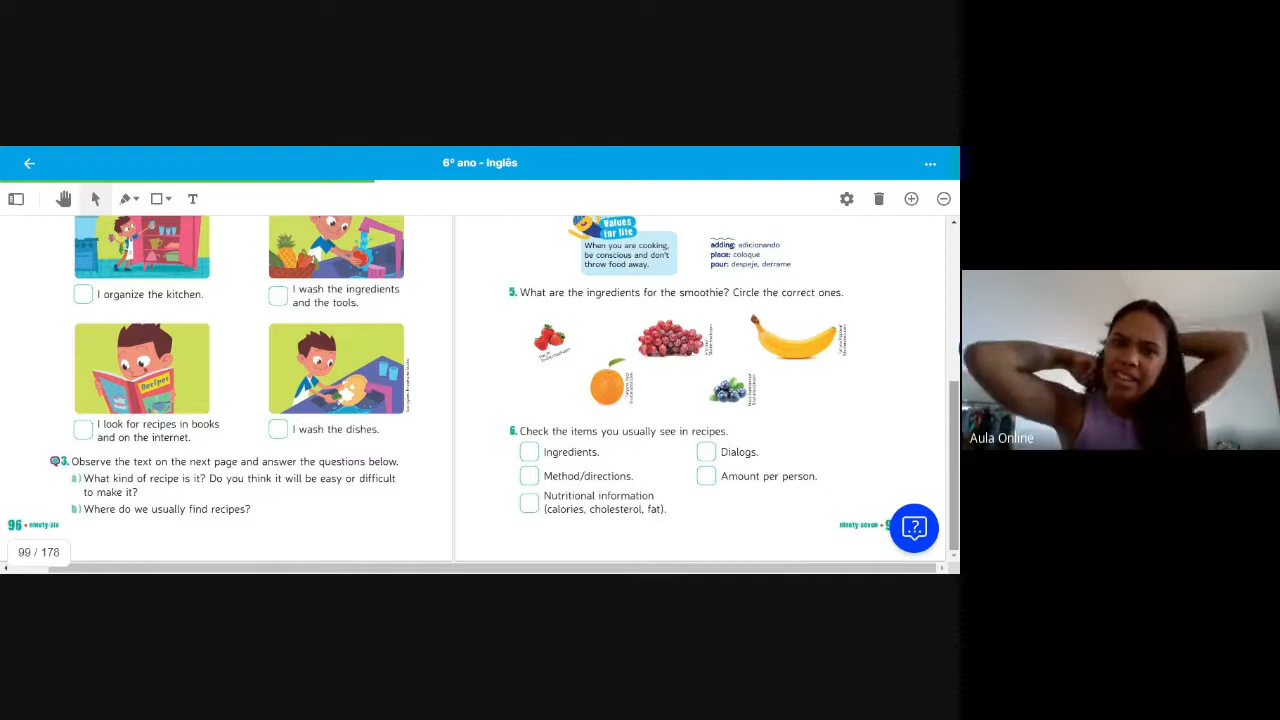 6º ano - Inglês
T
I organize the kitchen.
I wash the ingredients
and the tools.
Recipes
I look for recipes in books
and on the internet.
I wash the dishes.
3. Observe the text on the next page and answer the questions below.
a) What kind of recipe is it? Do you think it will be easy or difficult
to make it?
b) Where do we usually find recipes?
96 • ninety-six
99 / 178
Values
for life
When you are cooking,
be conscious and don't
throw food away.
adding: adicionando
place: coloque
pour: despeje, derrame
5. What are the ingredients for the smoothie? Circle the correct ones.
6. Check the items you usually see in recipes.
Ingredients.
Dialogs.
Method/directions.
Amount per person.
Nutritional information
(calories, cholesterol, fat).
ninety-seven • 9
Aula Online